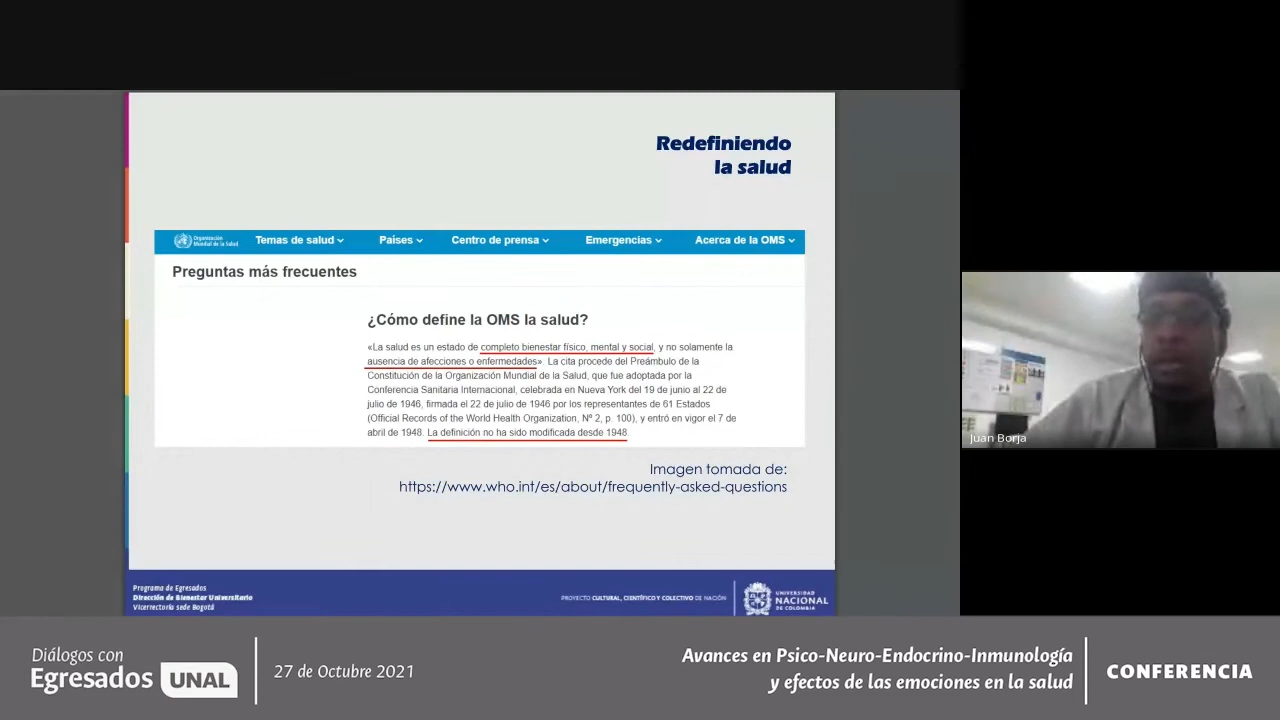 Redefiniendo
la salud
Organización
Mundial de la Salud
Temas de salud
Países
Centro de prensa
Emergencias
Acerca de la OMS
Preguntas más frecuentes
¿Cómo define la OMS la salud?
«La salud es un estado de completo bienestar físico, mental y social, y no solamente la
ausencia de afecciones o enfermedades». La cita procede del Preámbulo de la
Constitución de la Organización Mundial de la Salud, que fue adoptada por la
Conferencia Sanitaria Internacional, celebrada en Nueva York del 19 de junio al 22 de
julio de 1946, firmada el 22 de julio de 1946 por los representantes de 61 Estados
(Official Records of the World Health Organization, Nº 2, p. 100), y entró en vigor el 7 de
abril de 1948. La definición no ha sido modificada desde 1948
Imagen tomada de:
https://www.who.int/es/about/frequently-asked-questions
Programa de Egresados
Dirección de Bienestar Universitario
Vicerrectoría sede Bogotá
PROYECTO CULTURAL, CIENTÍFICO Y COLECTIVO DE NACIÓN
UNIVERSIDAD
NACIONAL
DE COLOMBIA
Juan Borja
Diálogos con
Egresados UNAL
27 de Octubre 2021
Avances en Psico-Neuro-Endocrino-Inmunología
y efectos de las emociones en la salud
CONFERENCIA